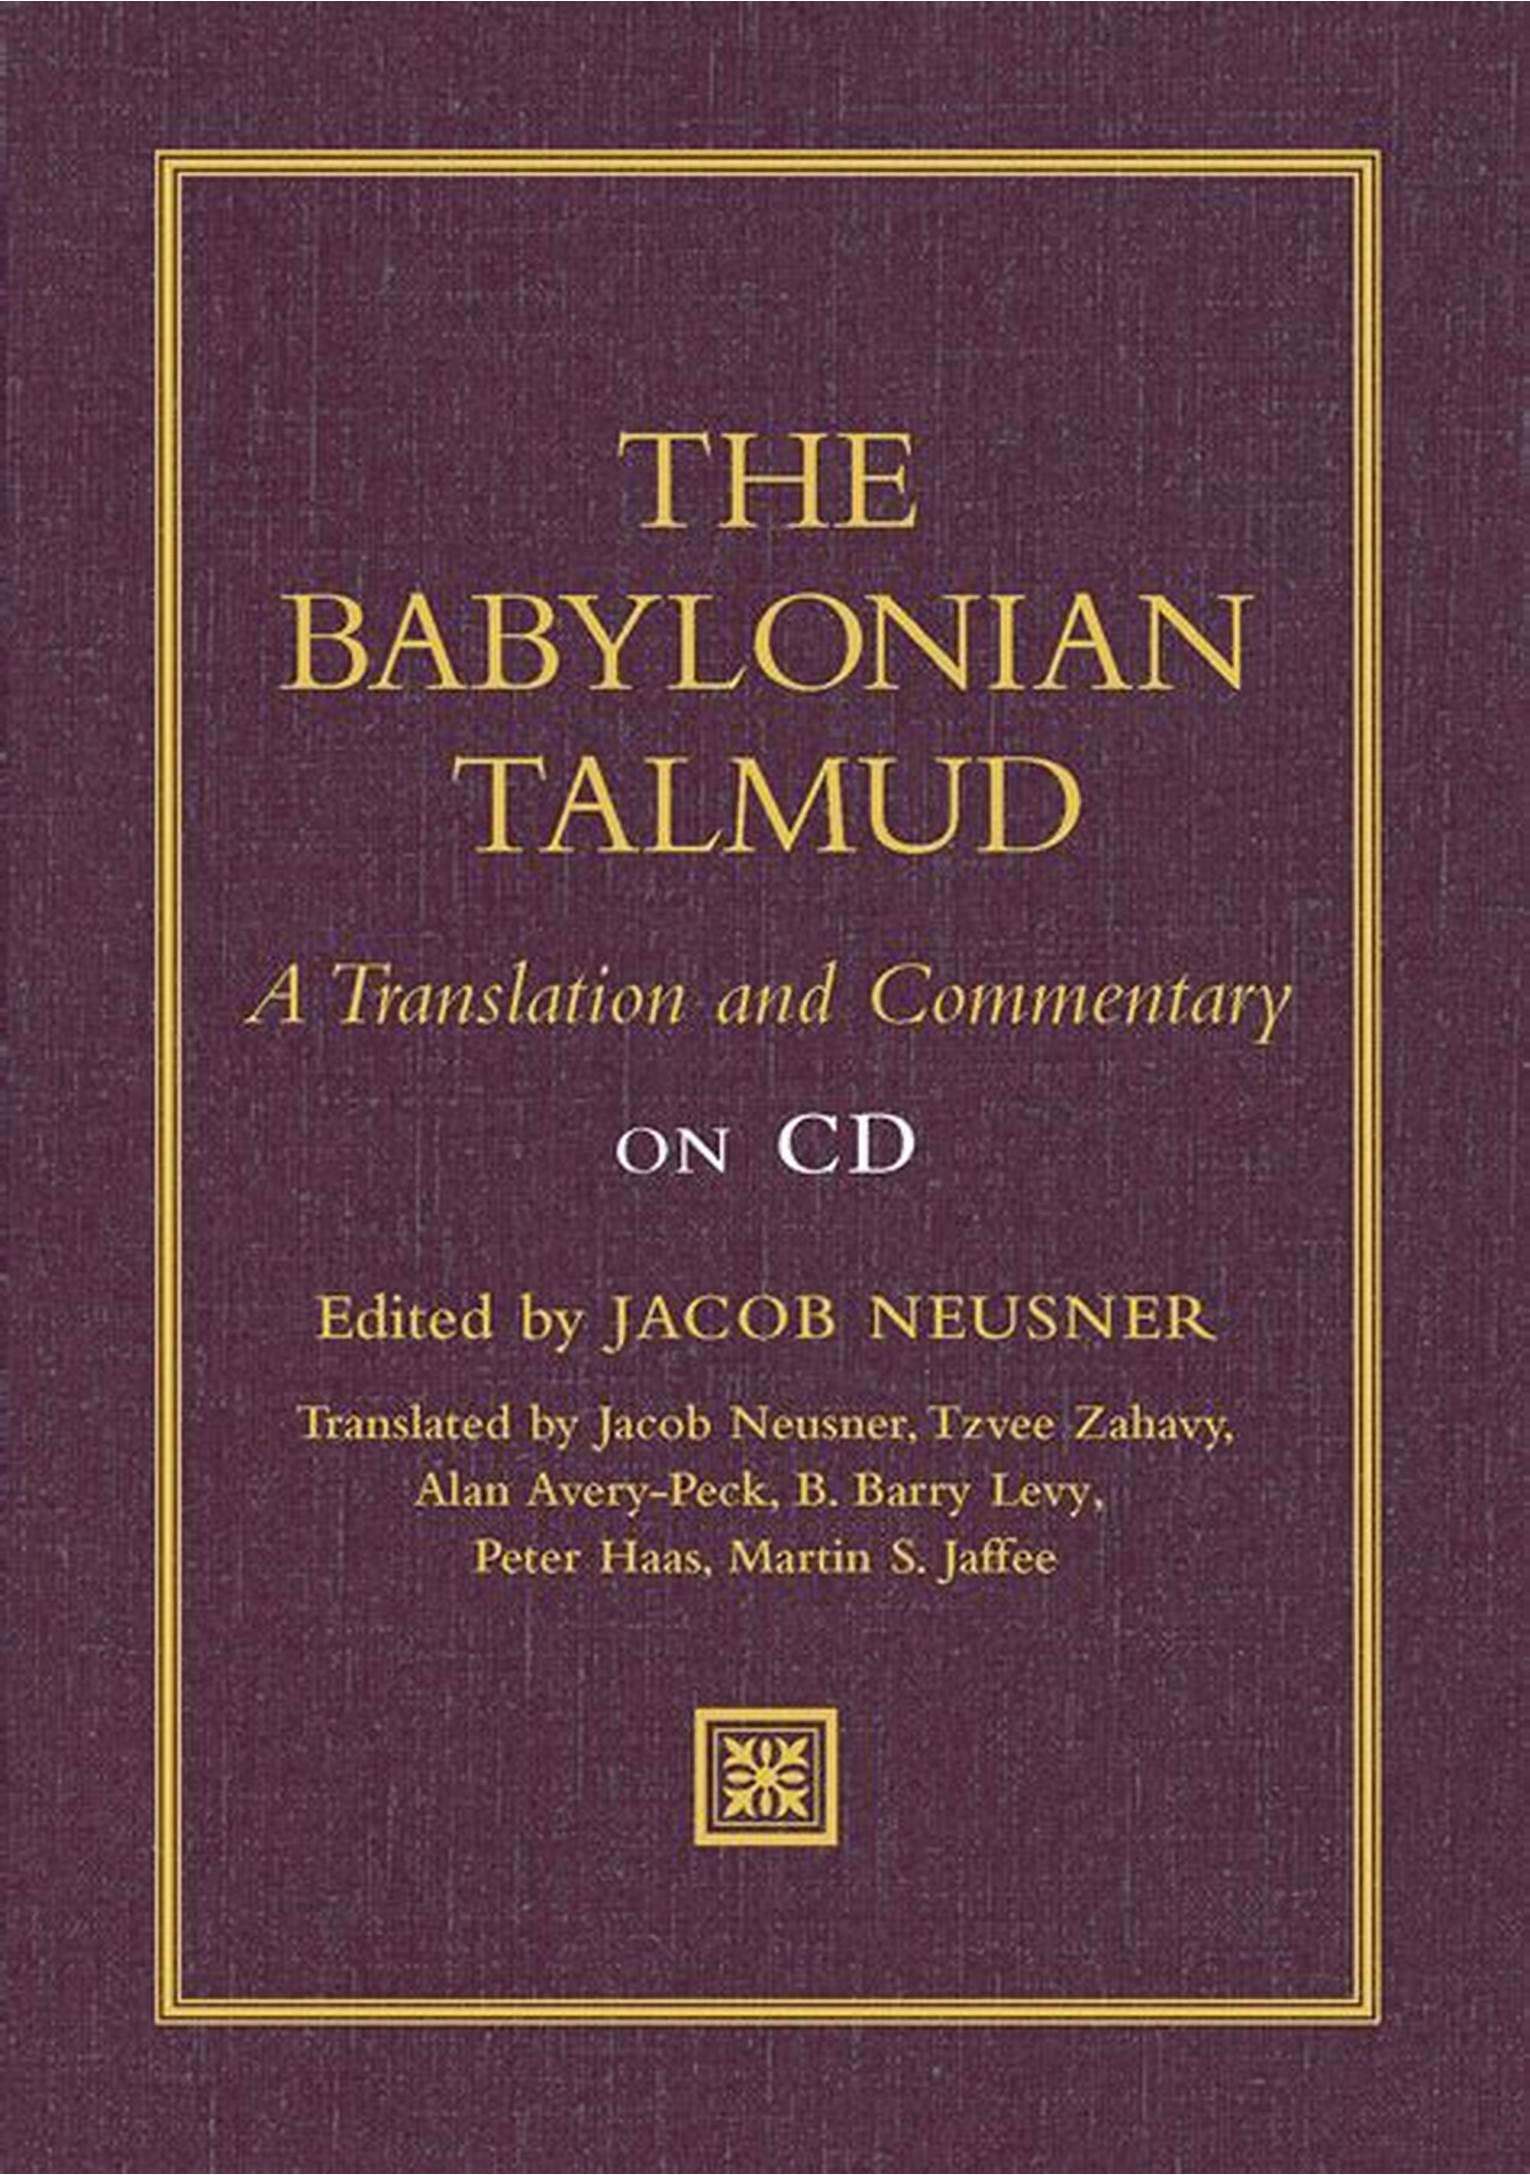 THE
BABYLONIAN
TALMUD
A Translation and Commentary
ON CD
Edited by JACOB NEUSNER
Translated by Jacob Neusner, Tzvee Zahavy,
Alan Avery-Peck, B. Barry Levy,
Peter Haas, Martin S. Jaffee